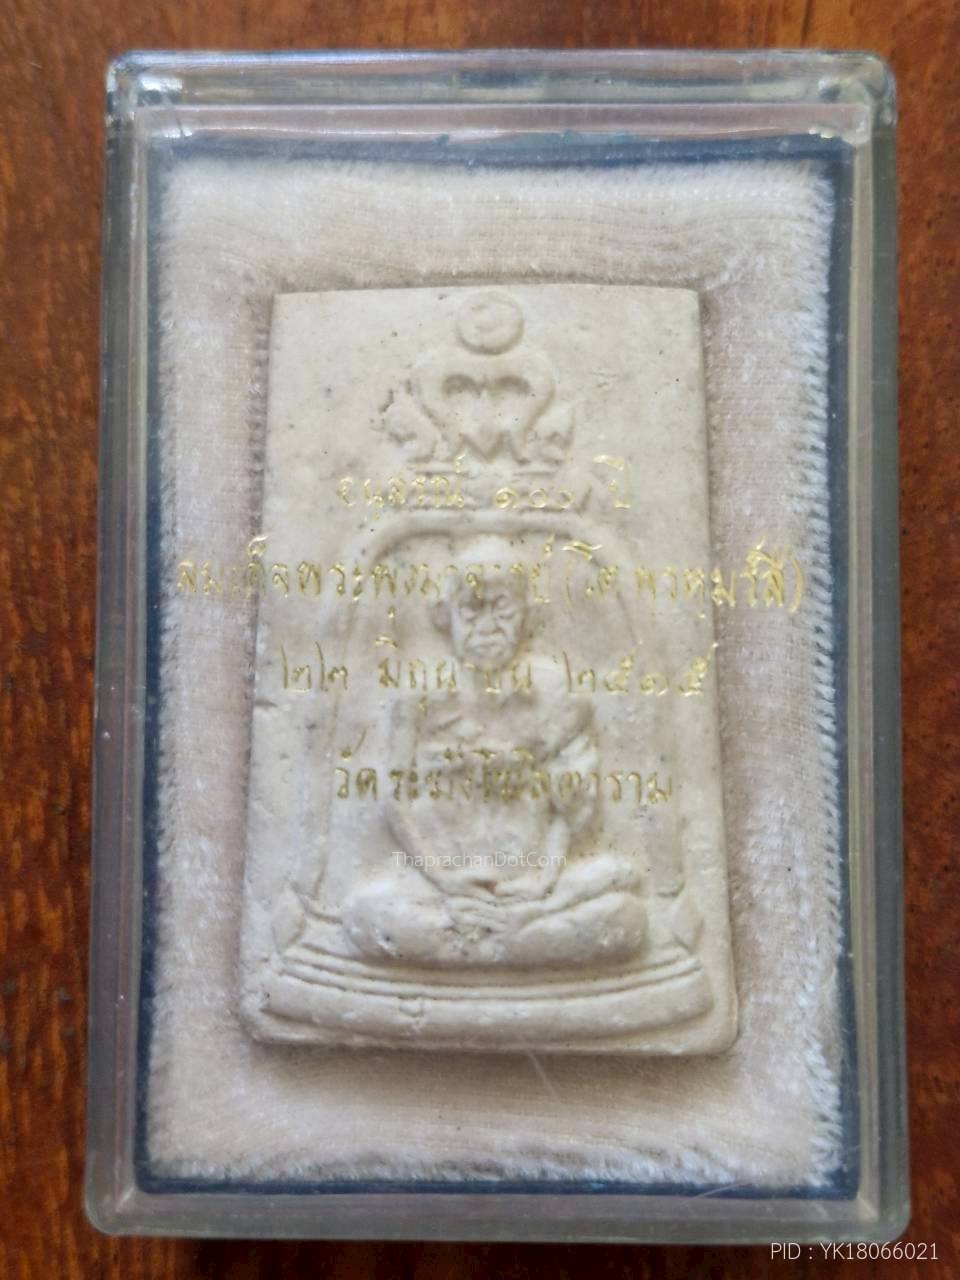 อนุสรณ์ ๑๐๐ ปี
สมเด็จพระพุฒาจารย์ (โต พฺรหฺมรํสี)
๒๒ มิถุนายน ๒๕๑๕
วัดระฆังโฆสิตาราม
ThaprachanDotCom
PID : YK18066021